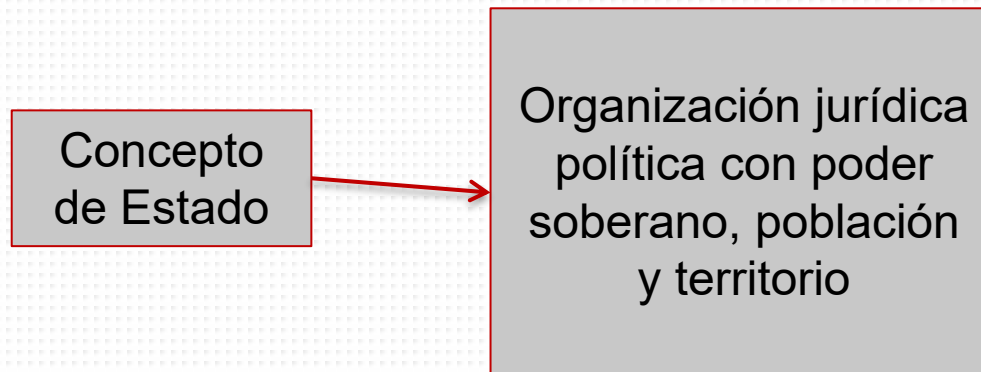 Concepto
de Estado
Organización jurídica
política con poder
soberano, población
y territorio